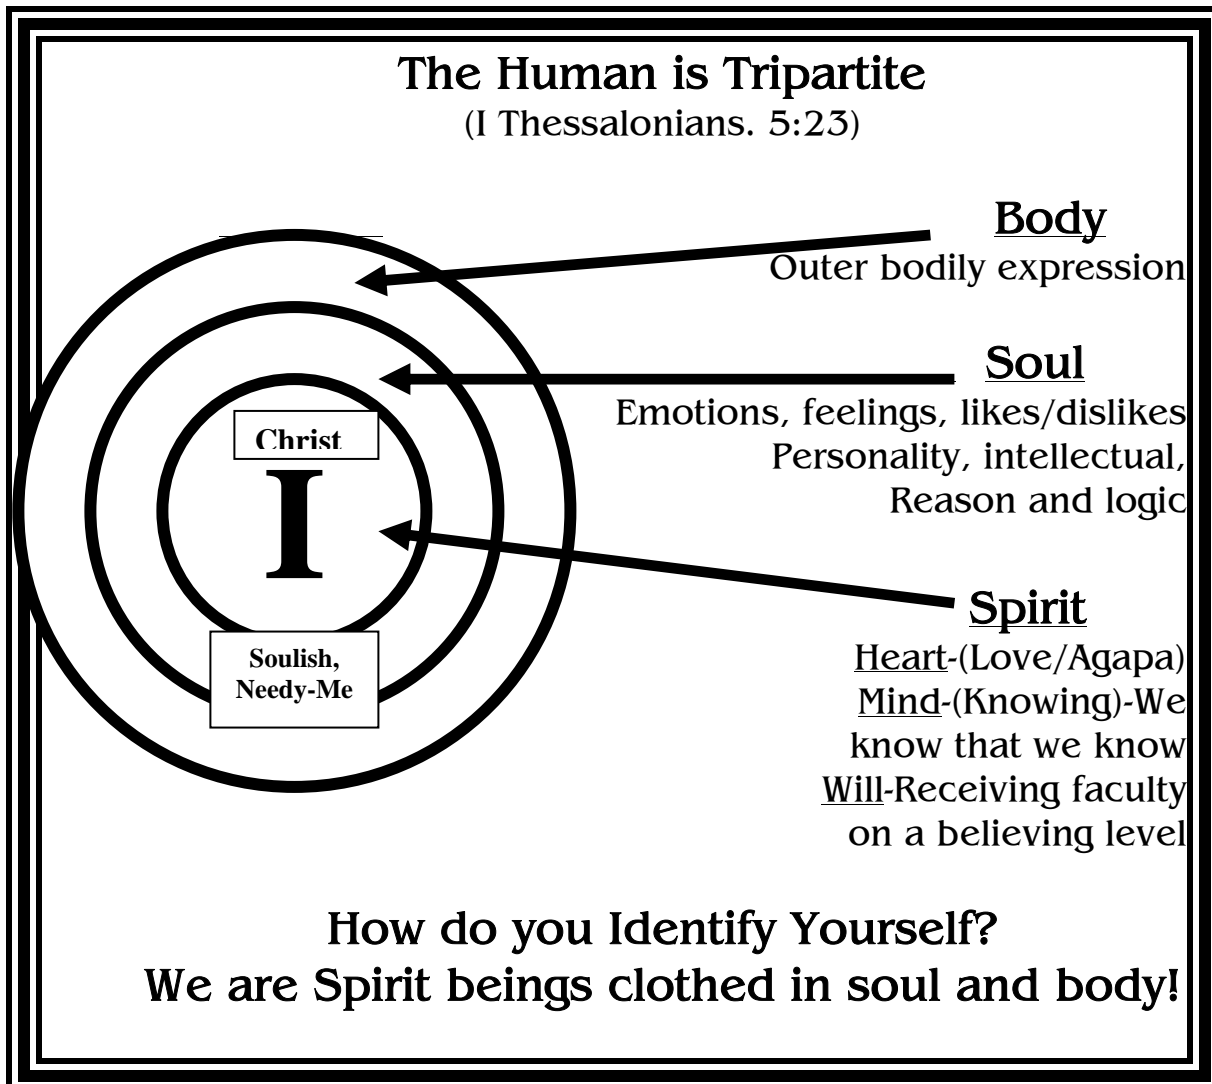 The Human is Tripartite
(I Thessalonians. 5:23)
Body
Outer bodily expression
Soul
Emotions, feelings, likes/dislikes
Personality, intellectual,
Reason and logic
Christ
I
Soulish,
Needy-Me
Spirit
Heart-(Love/Agapa)
Mind-(Knowing)-We
know that we know
Will-Receiving faculty
on a believing level
How do you Identify Yourself?
We are Spirit beings clothed in soul and body!